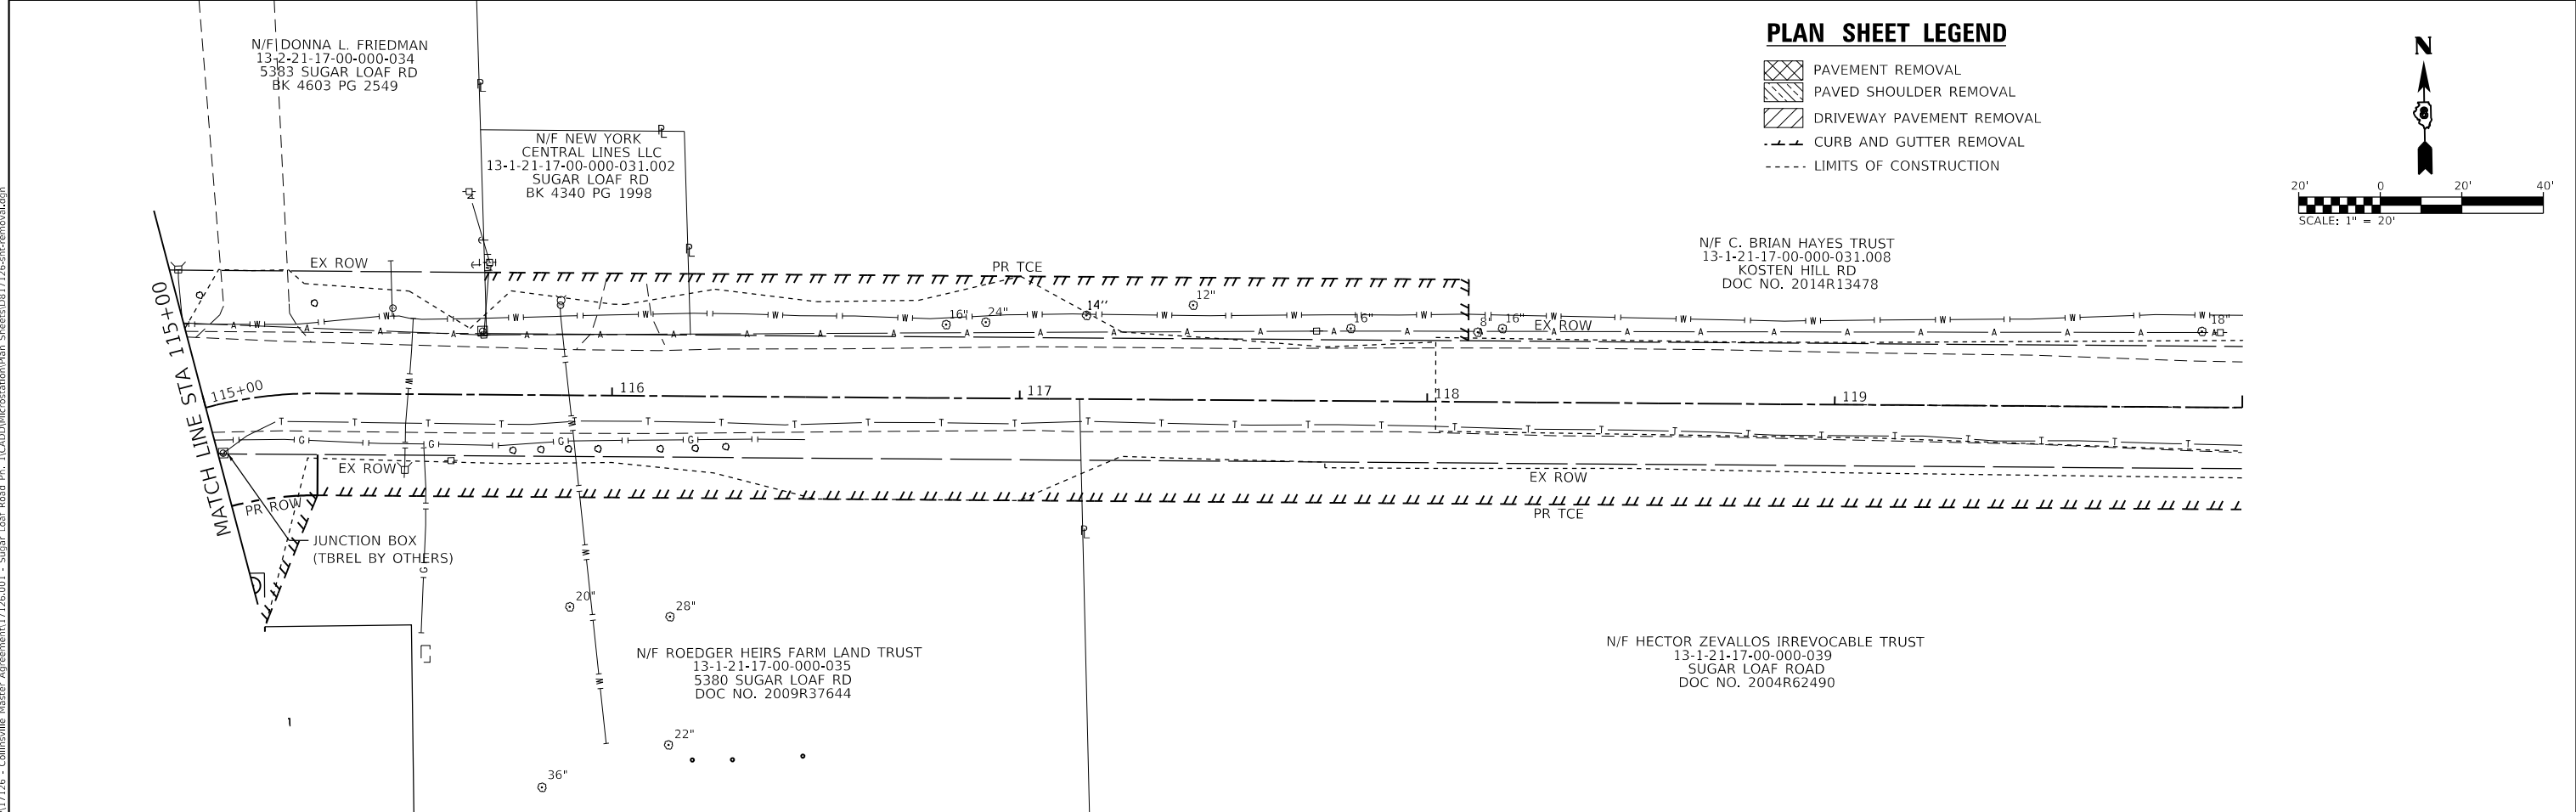 PLAN SHEET LEGEND
PAVEMENT REMOVAL
PAVED SHOULDER REMOVAL
DRIVEWAY PAVEMENT REMOVAL
CURB AND GUTTER REMOVAL
LIMITS OF CONSTRUCTION
N
20' 0 20' 40'
SCALE: 1" = 20'
N/F DONNA L. FRIEDMAN
13-2-21-17-00-000-034
5383 SUGAR LOAF RD
BK 4603 PG 2549
N/F NEW YORK
CENTRAL LINES LLC
13-1-21-17-00-000-031.002
SUGAR LOAF RD
BK 4340 PG 1998
N/F C. BRIAN HAYES TRUST
13-1-21-17-00-000-031.008
KOSTEN HILL RD
DOC NO. 2014R13478
EX ROW
PR TCE
16" 24" 14" 12" 16" 8" 16" 18"
EX ROW
MATCH LINE STA 115+00
115+00 116 117 118 119
EX ROW
EX ROW
PR ROW
PR TCE
JUNCTION BOX
(TBREL BY OTHERS)
20" 28"
N/F ROEDGER HEIRS FARM LAND TRUST
13-1-21-17-00-000-035
5380 SUGAR LOAF RD
DOC NO. 2009R37644
N/F HECTOR ZEVALLOS IRREVOCABLE TRUST
13-1-21-17-00-000-039
SUGAR LOAF ROAD
DOC NO. 2004R62490
22"
36"